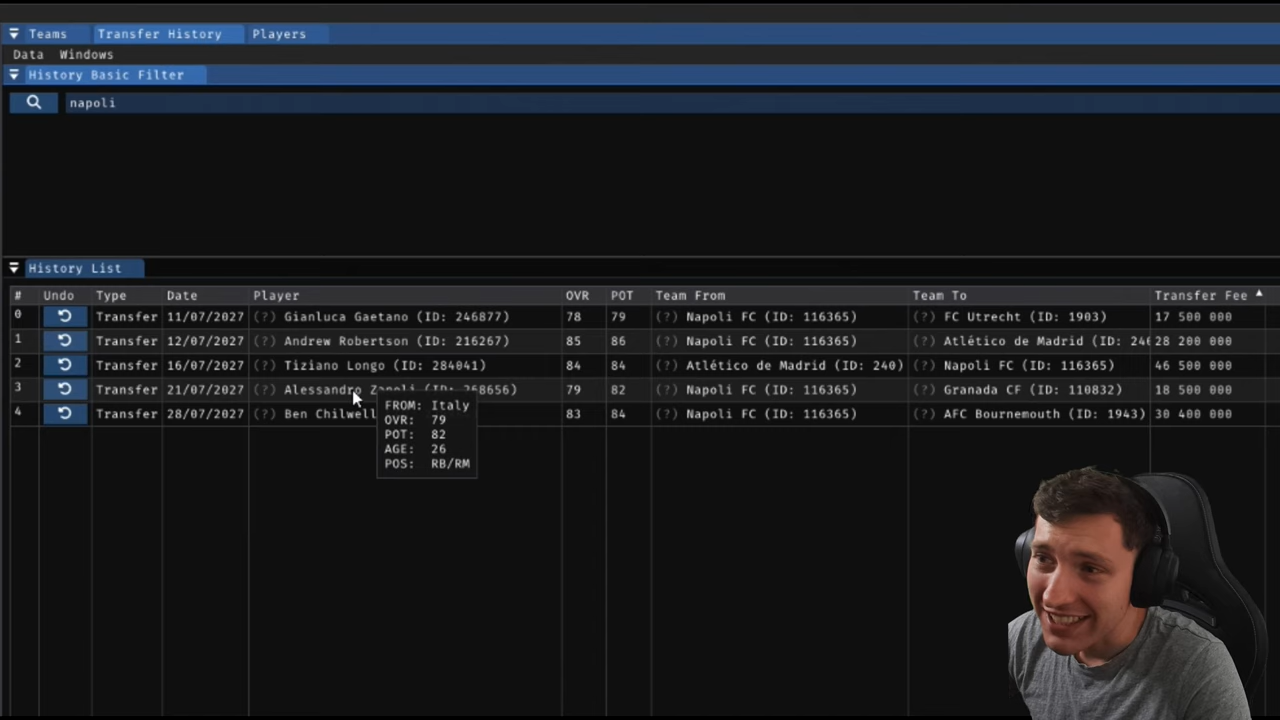 Teams Transfer History Players
Data Windows
History Basic Filter
napoli
History List
# Undo Type Date Player OVR POT Team From Team To Transfer Fee
0 Transfer 11/07/2027 (?) Gianluca Gaetano (ID: 246877) 78 79 (?) Napoli FC (ID: 116365) (?) FC Utrecht (ID: 1903) 17 500 000
1 Transfer 12/07/2027 (?) Andrew Robertson (ID: 216267) 85 86 (?) Napoli FC (ID: 116365) (?) Atlético de Madrid (ID: 24 28 200 000
2 Transfer 16/07/2027 (?) Tiziano Longo (ID: 284041) 84 84 (?) Atlético de Madrid (ID: 240) (?) Napoli FC (ID: 116365) 46 500 000
3 Transfer 21/07/2027 (?) Alessandro Zanoli (ID: 268656) 79 82 (?) Napoli FC (ID: 116365) (?) Granada CF (ID: 110832) 18 500 000
4 Transfer 28/07/2027 (?) Ben Chilwell 83 84 (?) Napoli FC (ID: 116365) (?) AFC Bournemouth (ID: 1943) 30 400 000
FROM: Italy
OVR: 79
POT: 82
AGE: 26
POS: RB/RM